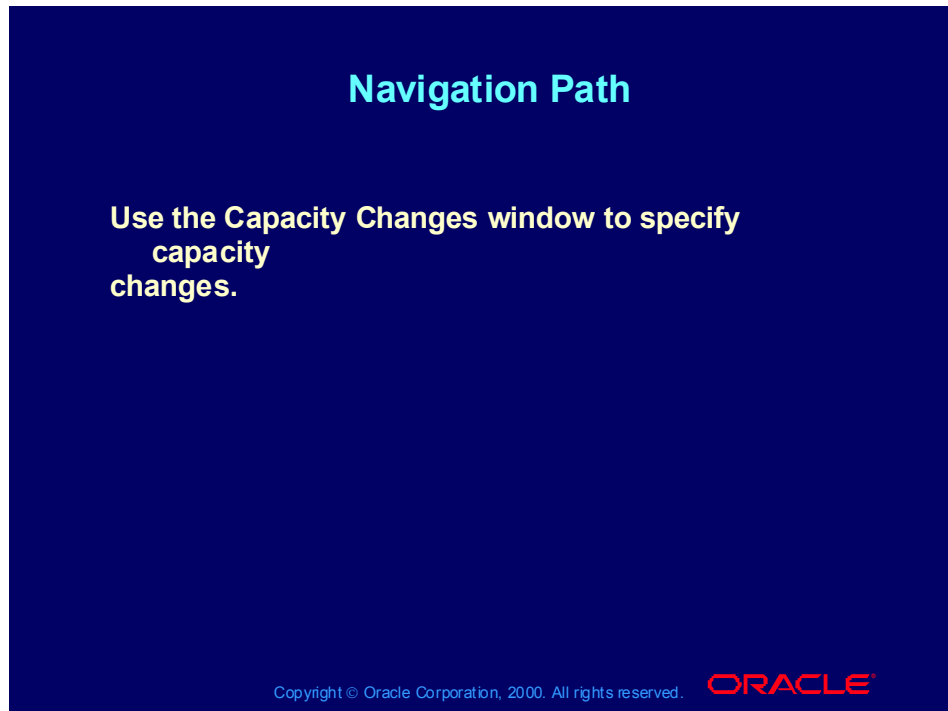 Navigation Path
Use the Capacity Changes window to specify
capacity
changes.
Copyright © Oracle Corporation, 2000. All rights reserved.
ORACLE®